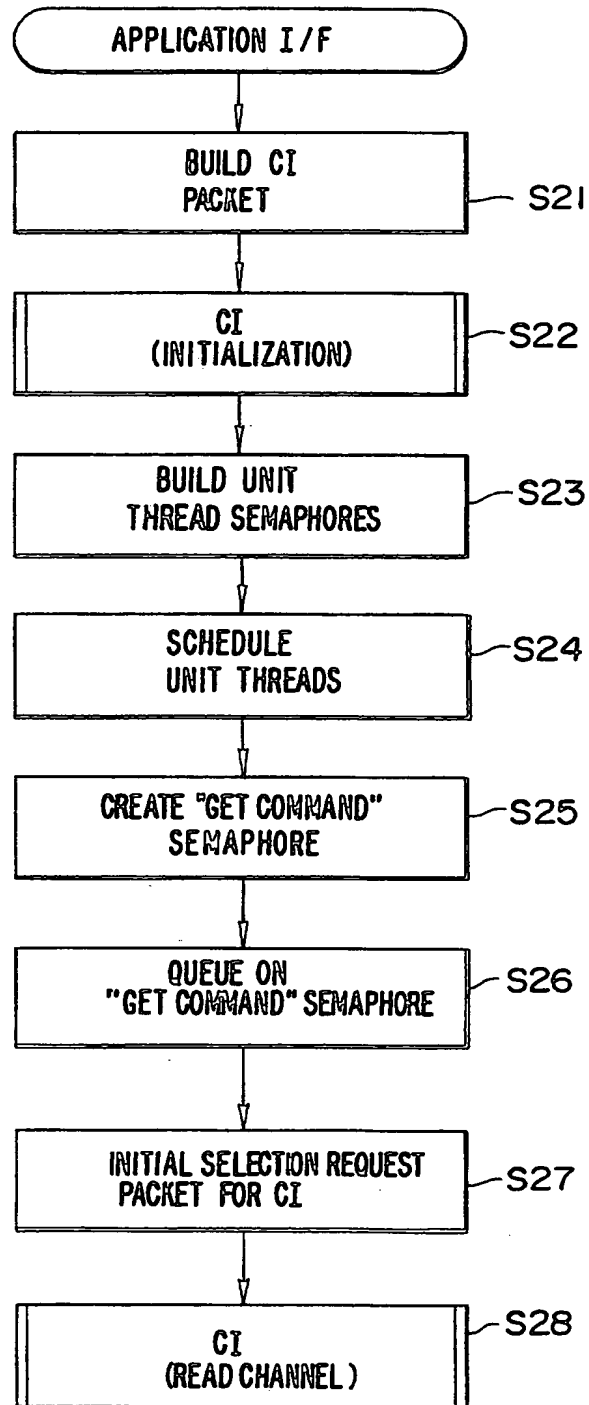 APPLICATION I/F
BUILD CI
PACKET
S21
CI
(INITIALIZATION)
S22
BUILD UNIT
THREAD SEMAPHORES
S23
SCHEDULE
UNIT THREADS
S24
CREATE "GET COMMAND"
SEMAPHORE
S25
QUEUE ON
"GET COMMAND" SEMAPHORE
S26
INITIAL SELECTION REQUEST
PACKET FOR CI
S27
CI
(READ CHANNEL)
S28